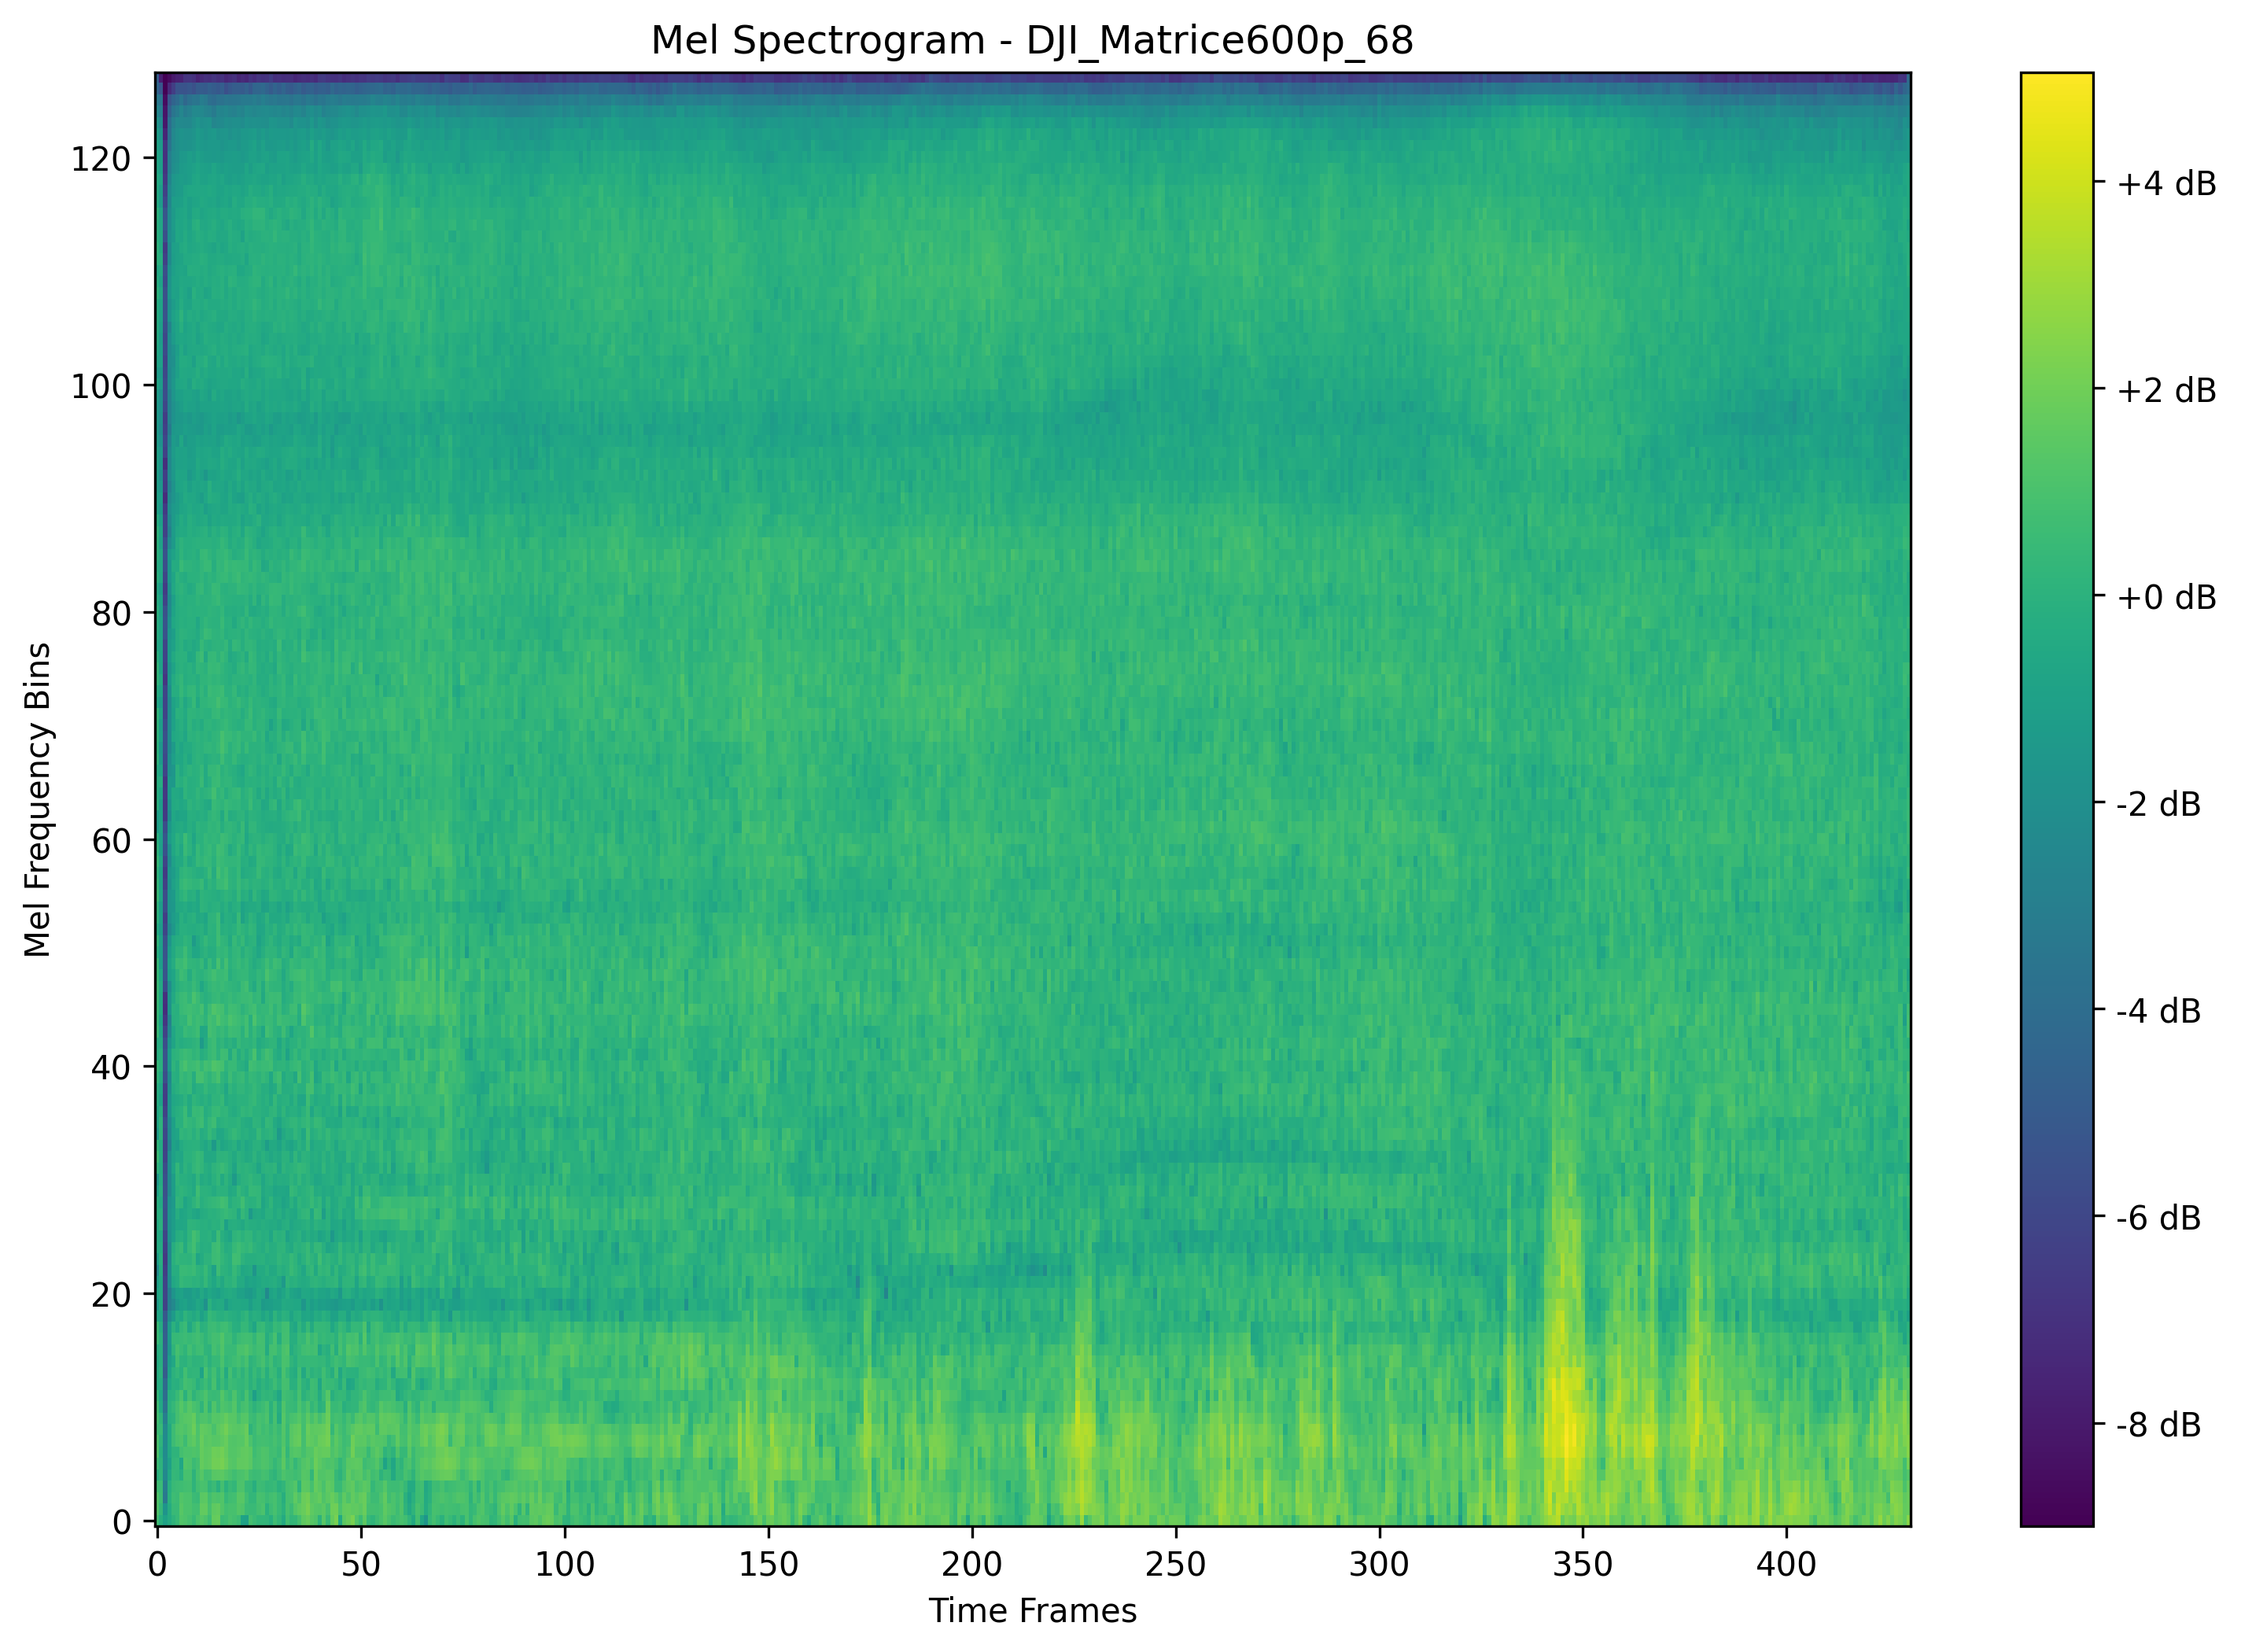 Mel Spectrogram - DJI_Matrice600p_68
Mel Frequency Bins
120
100
80
60
40
20
0
0 50 100 150 200 250 300 350 400
Time Frames
+4 dB
+2 dB
+0 dB
-2 dB
-4 dB
-6 dB
-8 dB